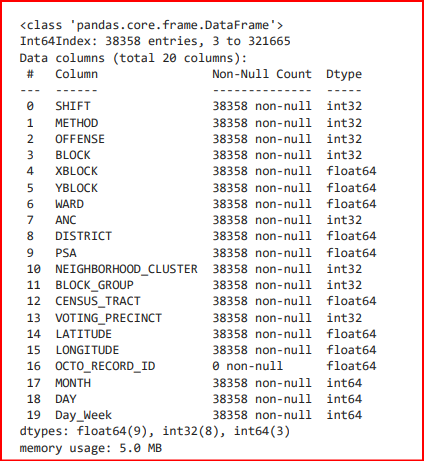 <class 'pandas.core.frame.DataFrame'>
Int64Index: 38358 entries, 3 to 321665
Data columns (total 20 columns):
 #   Column                Non-Null Count  Dtype
---  ------                --------------  -----
 0   SHIFT                 38358 non-null  int32
 1   METHOD                38358 non-null  int32
 2   OFFENSE               38358 non-null  int32
 3   BLOCK                 38358 non-null  int32
 4   XBLOCK                38358 non-null  float64
 5   YBLOCK                38358 non-null  float64
 6   WARD                  38358 non-null  float64
 7   ANC                   38358 non-null  int32
 8   DISTRICT              38358 non-null  float64
 9   PSA                   38358 non-null  float64
 10  NEIGHBORHOOD_CLUSTER  38358 non-null  int32
 11  BLOCK_GROUP           38358 non-null  int32
 12  CENSUS_TRACT          38358 non-null  float64
 13  VOTING_PRECINCT       38358 non-null  int32
 14  LATITUDE              38358 non-null  float64
 15  LONGITUDE             38358 non-null  float64
 16  OCTO_RECORD_ID        0 non-null      float64
 17  MONTH                 38358 non-null  int64
 18  DAY                   38358 non-null  int64
 19  Day_Week              38358 non-null  int64
dtypes: float64(9), int32(8), int64(3)
memory usage: 5.0 MB